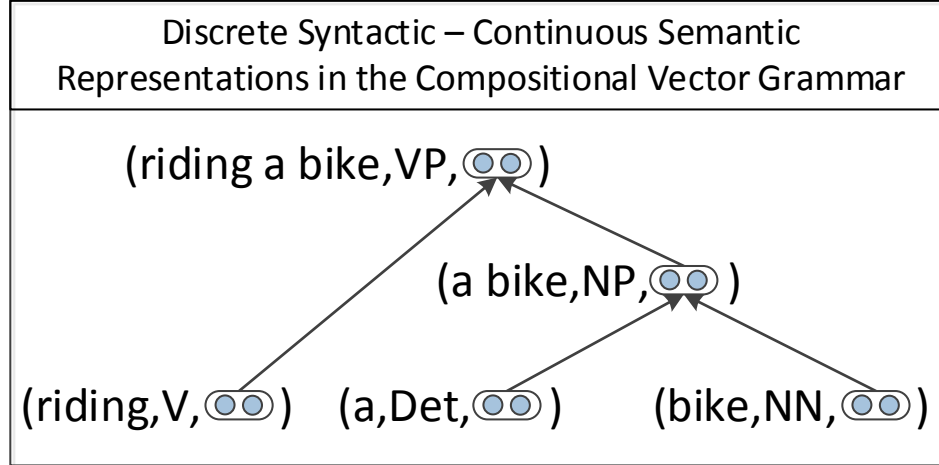 Discrete Syntactic – Continuous Semantic
Representations in the Compositional Vector Grammar
(riding a bike,VP, )
(a bike,NP, )
(riding,V, ) (a,Det, ) (bike,NN, )